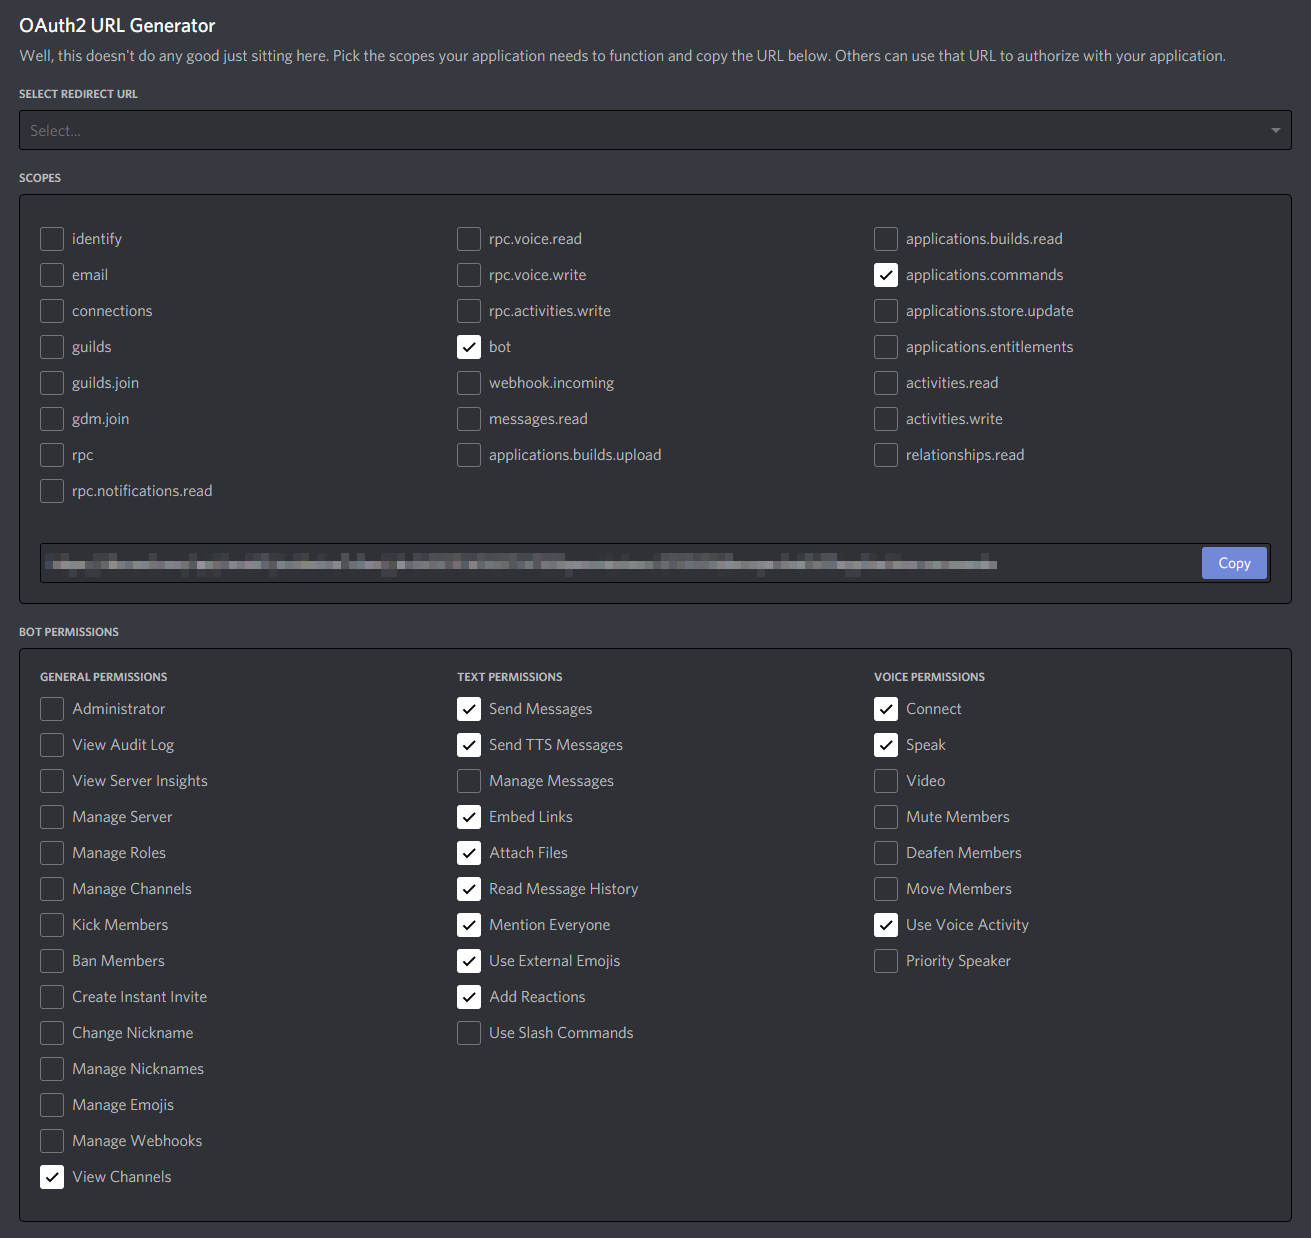 OAuth2 URL Generator
Well, this doesn't do any good just sitting here. Pick the scopes your application needs to function and copy the URL below. Others can use that URL to authorize with your application.
SELECT REDIRECT URL
Select...
SCOPES
identify
email
connections
guilds
guilds.join
gdm.join
rpc
rpc.notifications.read
rpc.voice.read
rpc.voice.write
rpc.activities.write
bot
webhook.incoming
messages.read
applications.builds.upload
applications.builds.read
applications.commands
applications.store.update
applications.entitlements
activities.read
activities.write
relationships.read
Copy
BOT PERMISSIONS
GENERAL PERMISSIONS
Administrator
View Audit Log
View Server Insights
Manage Server
Manage Roles
Manage Channels
Kick Members
Ban Members
Create Instant Invite
Change Nickname
Manage Nicknames
Manage Emojis
Manage Webhooks
View Channels
TEXT PERMISSIONS
Send Messages
Send TTS Messages
Manage Messages
Embed Links
Attach Files
Read Message History
Mention Everyone
Use External Emojis
Add Reactions
Use Slash Commands
VOICE PERMISSIONS
Connect
Speak
Video
Mute Members
Deafen Members
Move Members
Use Voice Activity
Priority Speaker